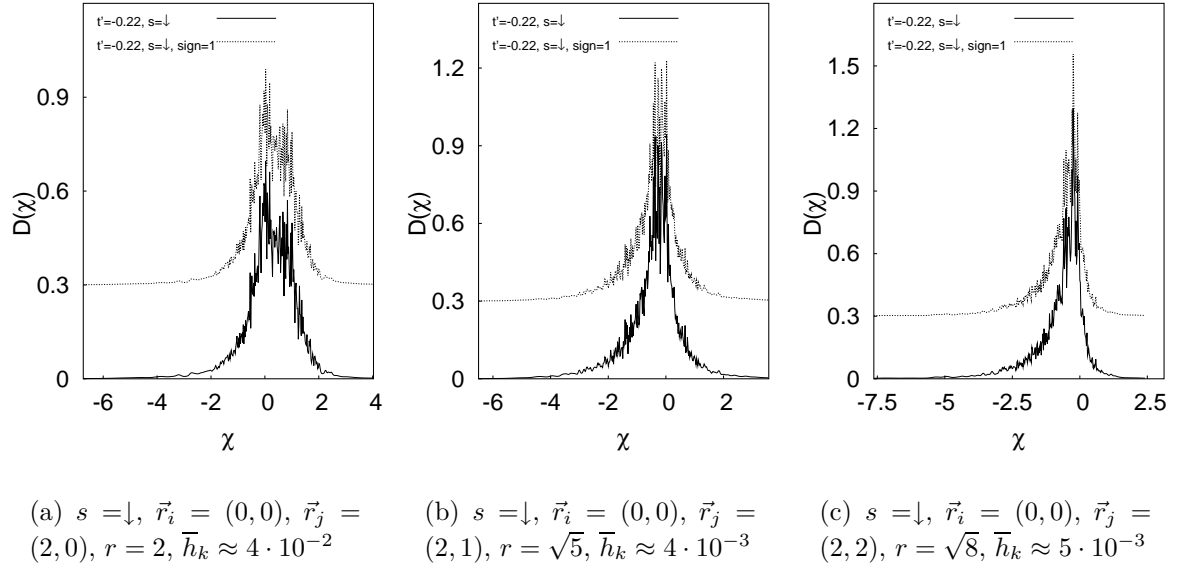 t'=-0.22, s=↓
t'=-0.22, s=↓, sign=1
0.9
0.6
0.3
0
D(χ)
-6 -4 -2 0 2 4
χ
t'=-0.22, s=↓
t'=-0.22, s=↓, sign=1
1.2
0.9
0.6
0.3
0
D(χ)
-6 -4 -2 0 2
χ
t'=-0.22, s=↓
t'=-0.22, s=↓, sign=1
1.5
1.2
0.9
0.6
0.3
0
D(χ)
-7.5 -5 -2.5 0 2.5
χ
(a) s =↓, r⃗_i = (0,0), r⃗_j =
(2,0), r = 2, h̅_k ≈ 4 · 10⁻²
(b) s =↓, r⃗_i = (0,0), r⃗_j =
(2,1), r = √5, h̅_k ≈ 4 · 10⁻³
(c) s =↓, r⃗_i = (0,0), r⃗_j =
(2,2), r = √8, h̅_k ≈ 5 · 10⁻³